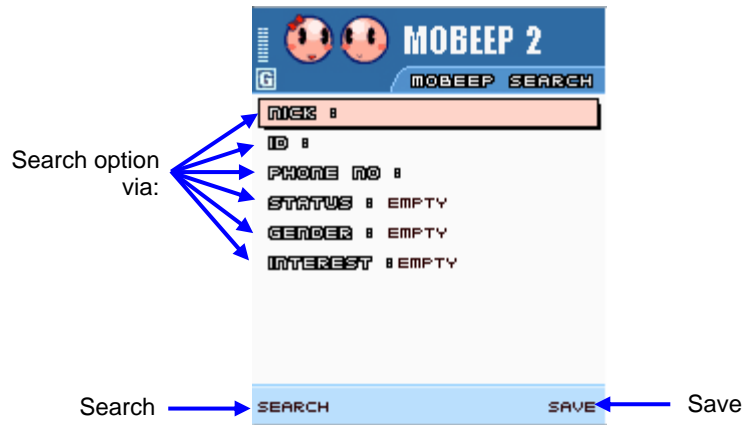 MOBEEP 2
G
MOBEEP SEARCH
NICK :
ID :
PHONE NO :
Search option
via:
STATUS : EMPTY
GENDER : EMPTY
INTEREST : EMPTY
Search
SEARCH
SAVE
Save